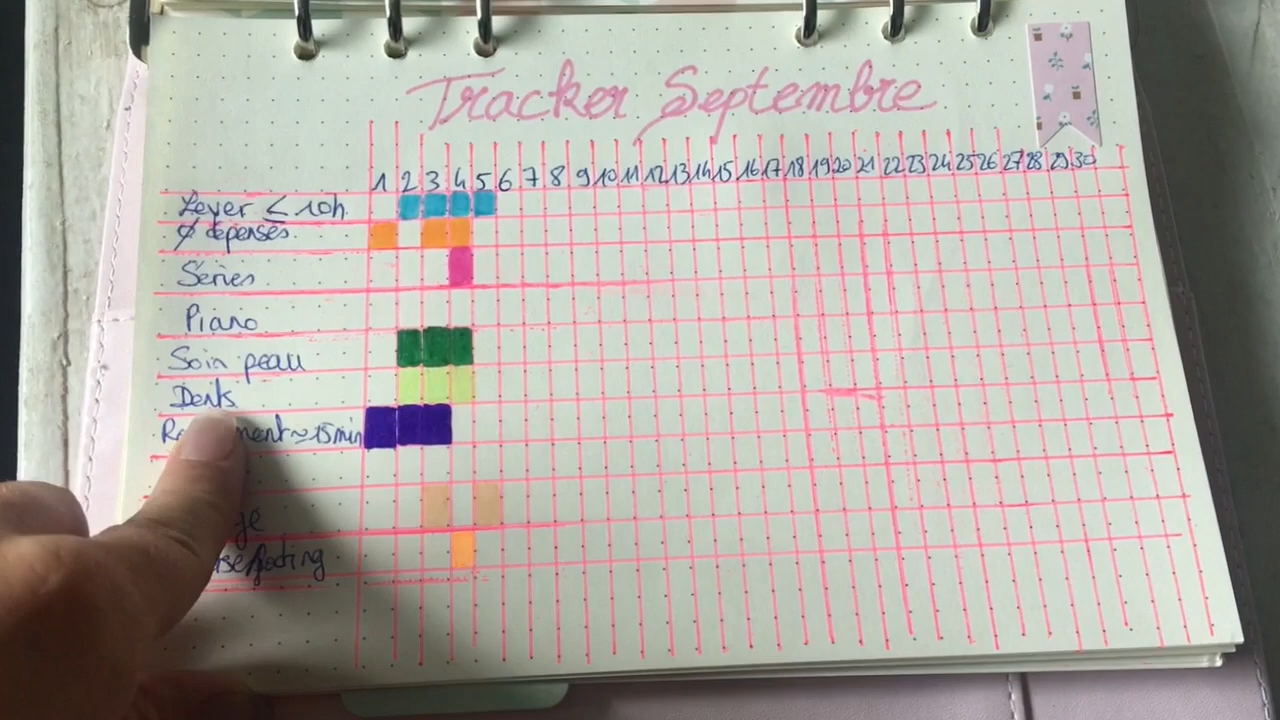 Tracker Septembre
1 2 3 4 5 6 7 8 9 10 11 12 13 14 15 16 17 18 19 20 21 22 23 24 25 26 27 28 29 30
Lever ≤ 10h
∅ dépenses
Séries
Piano
Soin peau
Dents
≃ 15min